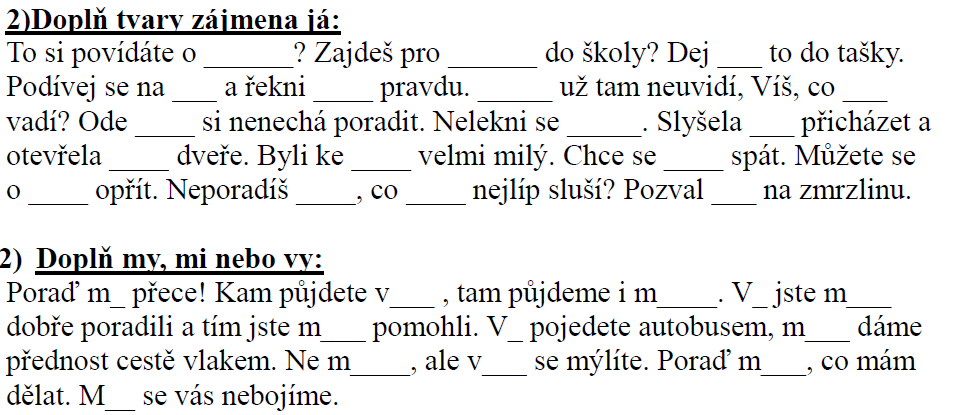 2)Doplň tvary zájmena já:
To si povídáte o ______? Zajdeš pro ______ do školy? Dej ___ to do tašky.
Podívej se na ___ a řekni ____ pravdu. _____ už tam neuvidí, Víš, co ___
vadí? Ode ____ si nenechá poradit. Nelekni se _____. Slyšela ___ přicházet a
otevřela ____ dveře. Byli ke ____ velmi milý. Chce se ____ spát. Můžete se
o ____ opřít. Neporadíš ____, co ____ nejlíp sluší? Pozval ___ na zmrzlinu.
2) Doplň my, mi nebo vy:
Poraď m_ přece! Kam půjdete v___ , tam půjdeme i m____. V_ jste m___
dobře poradili a tím jste m___ pomohli. V_ pojedete autobusem, m___ dáme
přednost cestě vlakem. Ne m____, ale v___ se mýlíte. Poraď m___, co mám
dělat. M__ se vás nebojíme.